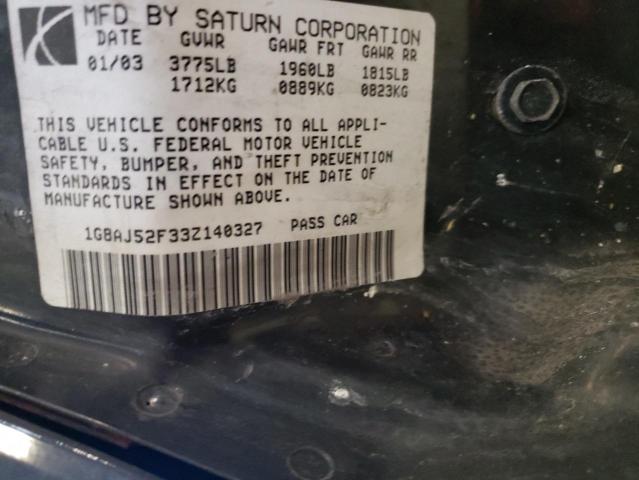 MFD BY SATURN CORPORATION
DATE GVWR GAWR FRT GAWR RR
01/03 3775LB 1960LB 1815LB
1712KG 0889KG 0823KG
THIS VEHICLE CONFORMS TO ALL APPLI-
CABLE U.S. FEDERAL MOTOR VEHICLE
SAFETY, BUMPER, AND THEFT PREVENTION
STANDARDS IN EFFECT ON THE DATE OF
MANUFACTURE SHOWN ABOVE.
1G8AJ52F33Z140327 PASS CAR